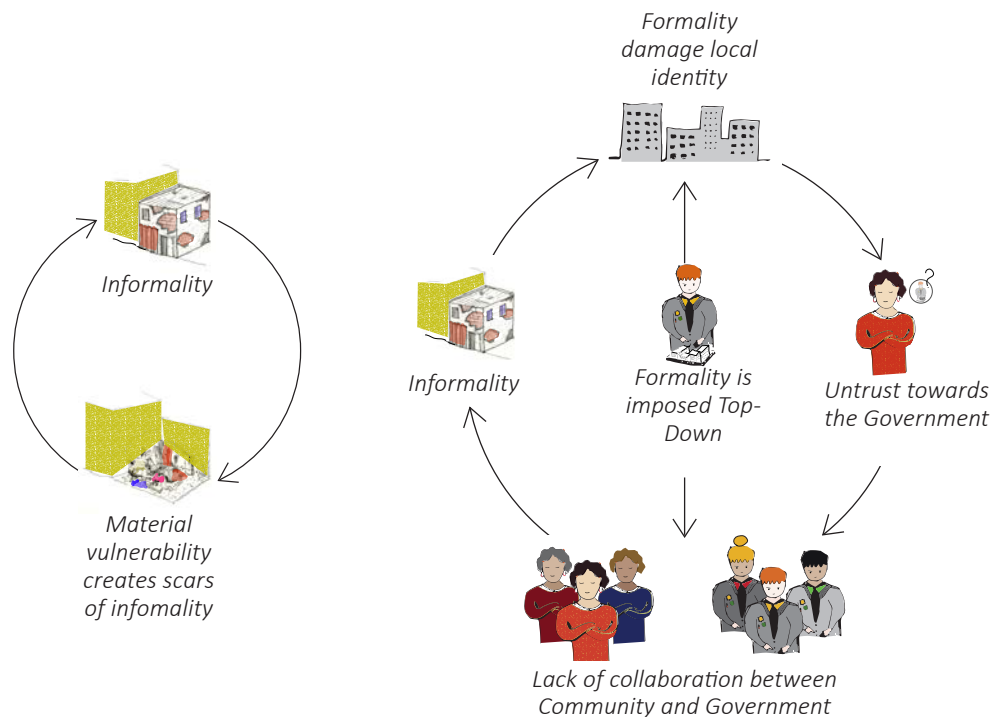 Informality
Material
vulnerability
creates scars
of infomality
Formality
damage local
identity
Informality
Formality is
imposed Top-
Down
Untrust towards
the Government
Lack of collaboration between
Community and Government